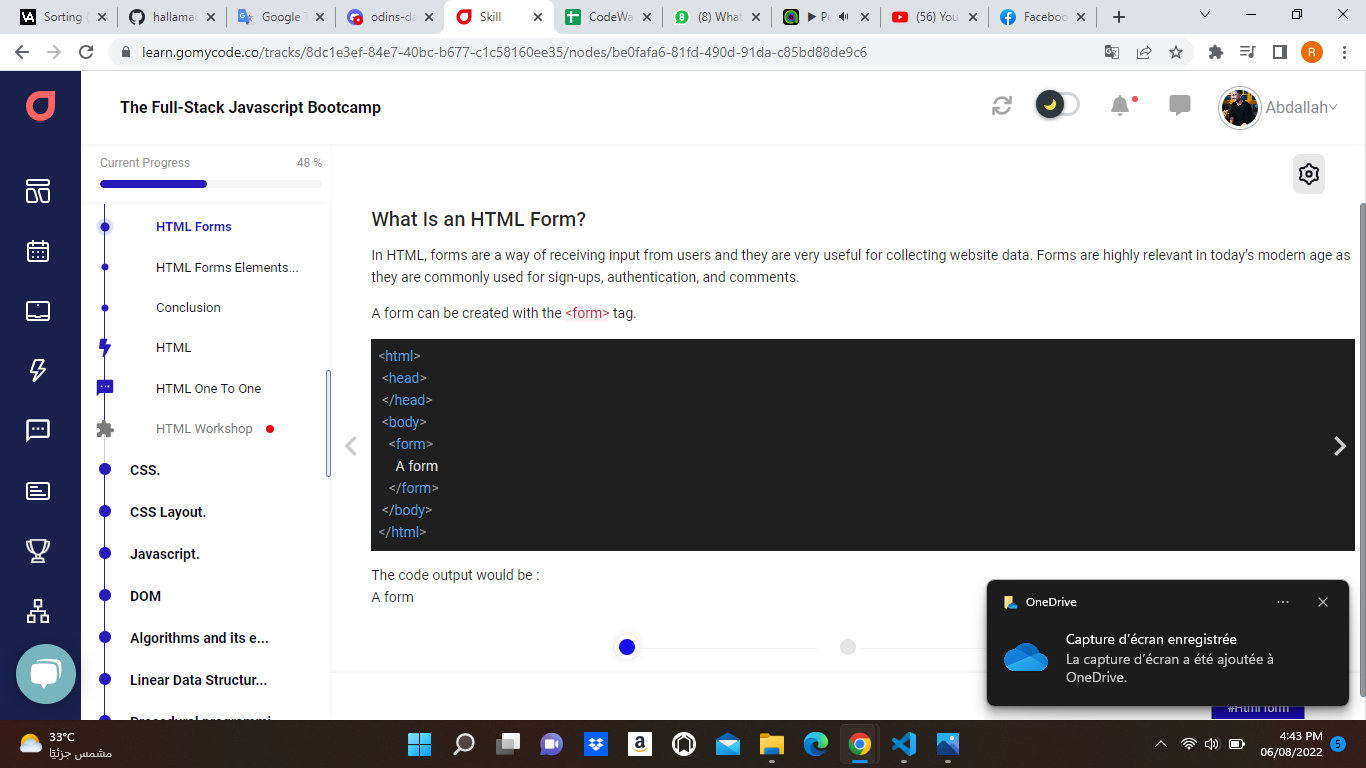 Sorting
hallamac
Google
odins-da
Skill
CodeWa
(8) What
(56) You
Faceboo
learn.gomycode.co/tracks/8dc1e3ef-84e7-40bc-b677-c1c58160ee35/nodes/be0fafa6-81fd-490d-91da-c85bd88de9c6
R
The Full-Stack Javascript Bootcamp
Abdallah
Current Progress 48 %
HTML Forms
HTML Forms Elements...
Conclusion
HTML
HTML One To One
HTML Workshop
CSS.
CSS Layout.
Javascript.
DOM
Algorithms and its e...
Linear Data Structur...
Procedural programmi
What Is an HTML Form?
In HTML, forms are a way of receiving input from users and they are very useful for collecting website data. Forms are highly relevant in today's modern age as
they are commonly used for sign-ups, authentication, and comments.
A form can be created with the <form> tag.
<html>
<head>
</head>
<body>
<form>
A form
</form>
</body>
</html>
The code output would be :
A form
OneDrive
Capture d'écran enregistrée
La capture d'écran a été ajoutée à
OneDrive.
#Html form
33°C
مشمس جزئيًا
4:43 PM
06/08/2022
5